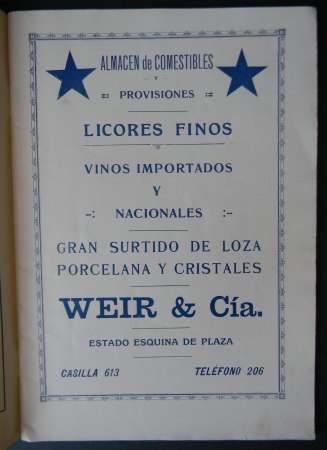 ALMACEN de COMESTIBLES
Y
PROVISIONES
LICORES FINOS
VINOS IMPORTADOS
Y
-: NACIONALES :-
GRAN SURTIDO DE LOZA
PORCELANA Y CRISTALES
WEIR & Cía.
ESTADO ESQUINA DE PLAZA
CASILLA 613 TELÉFONO 206